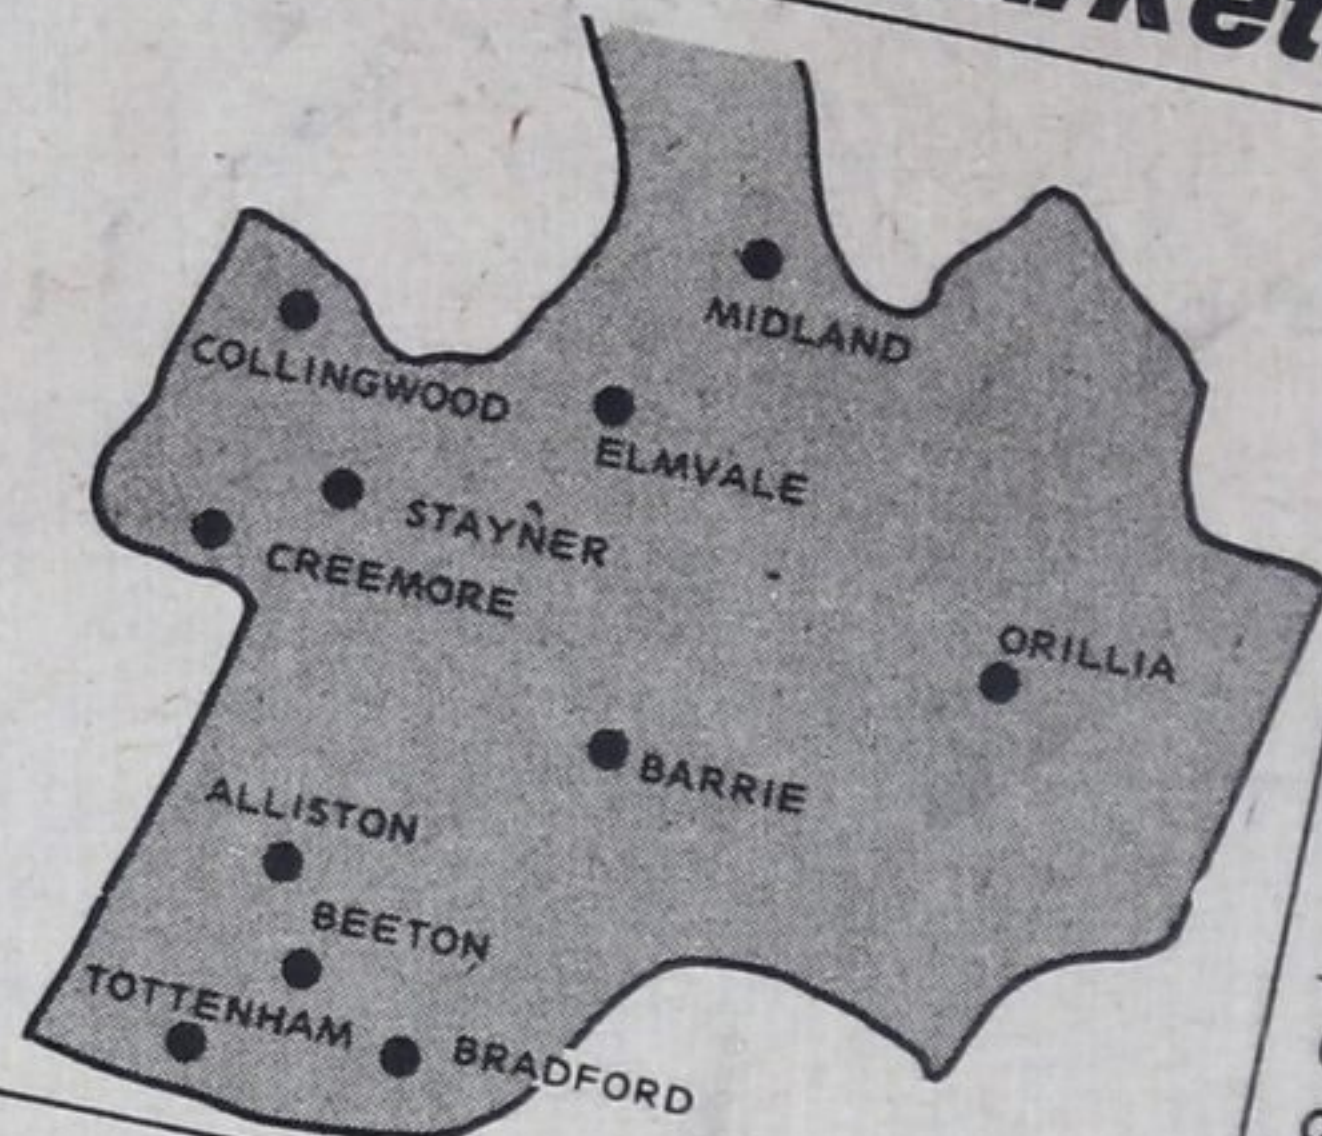 MIDLAND
COLLINGWOOD
ELMVALE
STAYNER
CREEMORE
ORILLIA
BARRIE
ALLISTON
BEETON
TOTTENHAM
BRADFORD